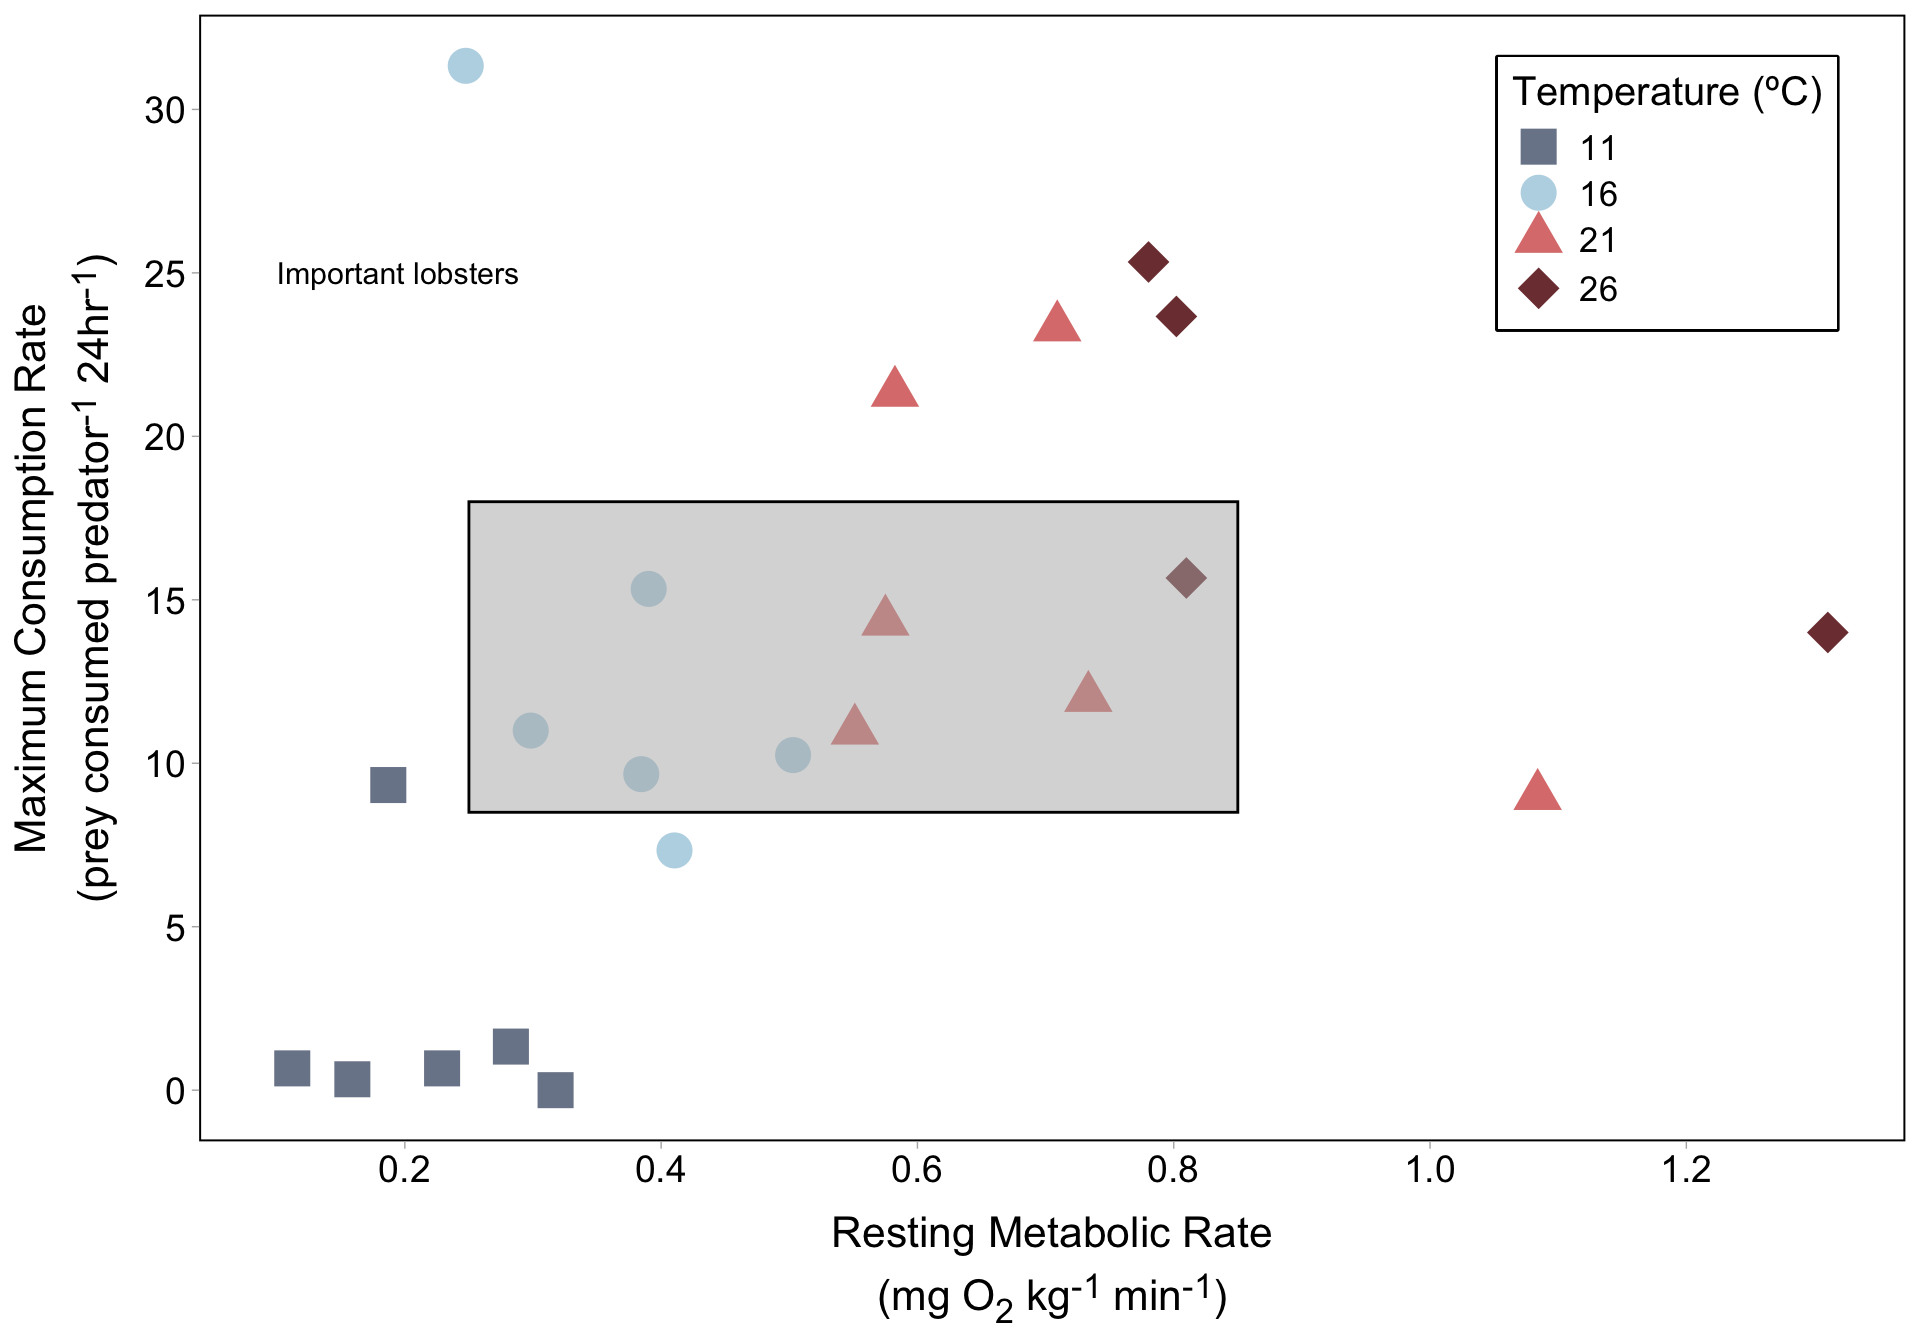 Temperature (ºC)
11
16
21
26
Important lobsters
30
25
20
15
10
5
0
0.2 0.4 0.6 0.8 1.0 1.2
Maximum Consumption Rate
(prey consumed predator⁻¹ 24hr⁻¹)
Resting Metabolic Rate
(mg O₂ kg⁻¹ min⁻¹)